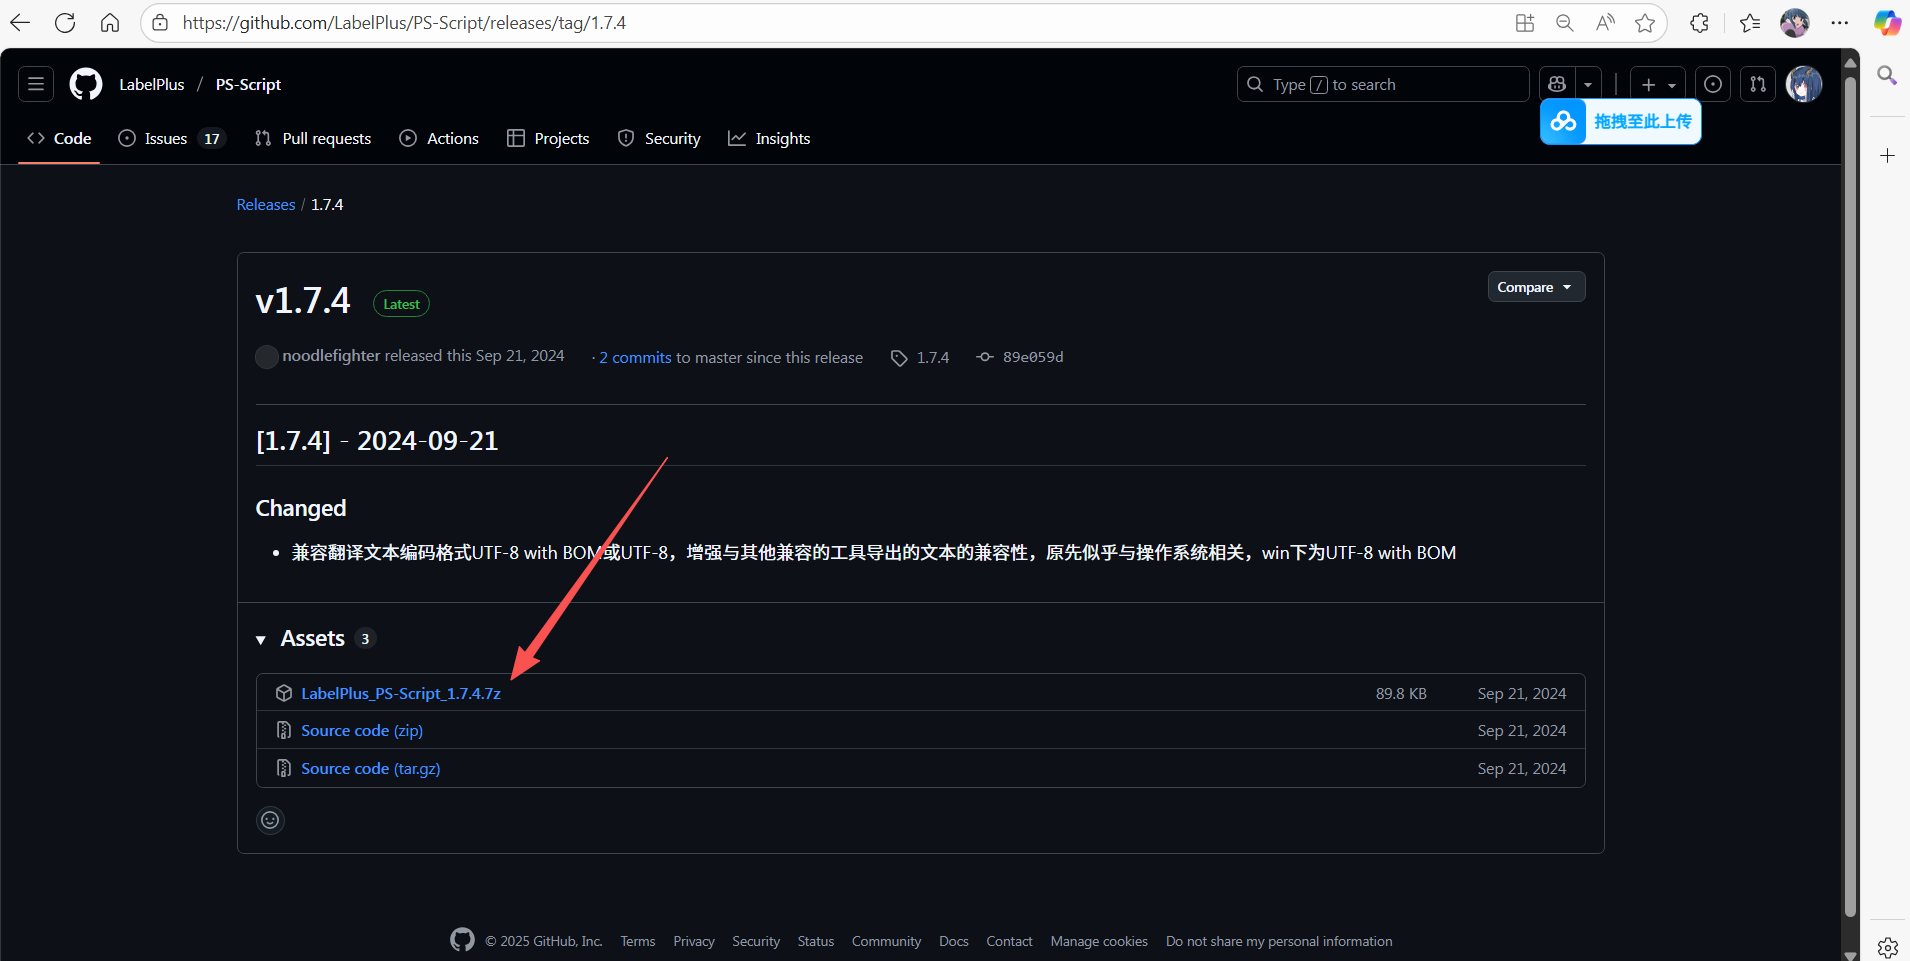 https://github.com/LabelPlus/PS-Script/releases/tag/1.7.4
LabelPlus / PS-Script
Type / to search
拖拽至此上传
Code
Issues 17
Pull requests
Actions
Projects
Security
Insights
Releases / 1.7.4
v1.7.4 Latest
Compare
noodlefighter released this Sep 21, 2024 · 2 commits to master since this release 1.7.4 89e059d
[1.7.4] - 2024-09-21
Changed
• 兼容翻译文本编码格式UTF-8 with BOM或UTF-8，增强与其他兼容的工具导出的文本的兼容性，原先似乎与操作系统相关，win下为UTF-8 with BOM
Assets 3
LabelPlus_PS-Script_1.7.4.7z 89.8 KB Sep 21, 2024
Source code (zip) Sep 21, 2024
Source code (tar.gz) Sep 21, 2024
© 2025 GitHub, Inc. Terms Privacy Security Status Community Docs Contact Manage cookies Do not share my personal information